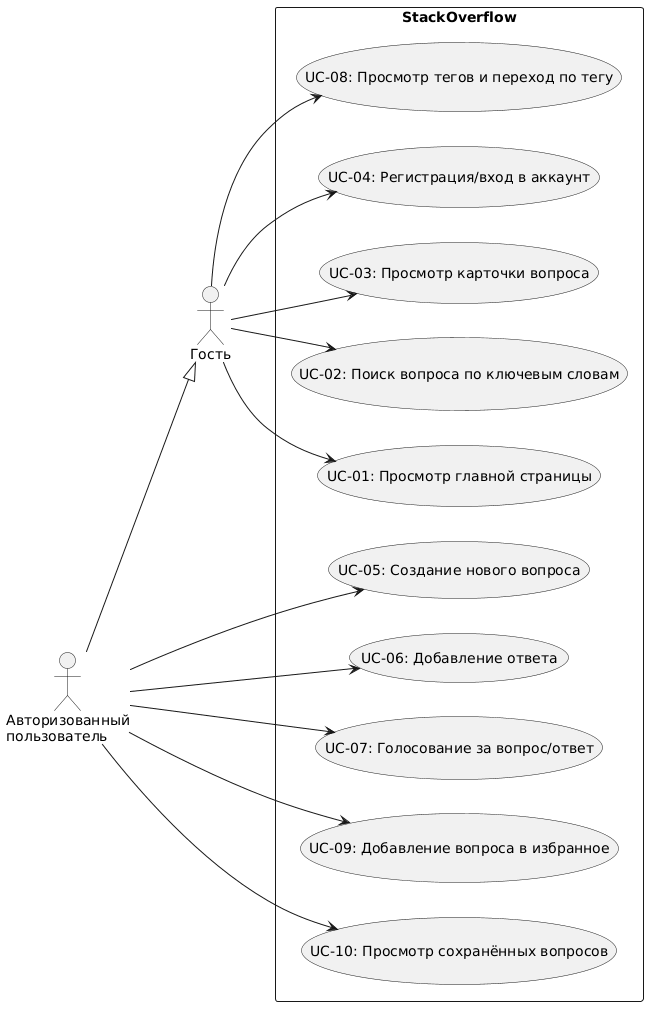 StackOverflow
UC-08: Просмотр тегов и переход по тегу
UC-04: Регистрация/вход в аккаунт
UC-03: Просмотр карточки вопроса
Гость
UC-02: Поиск вопроса по ключевым словам
UC-01: Просмотр главной страницы
UC-05: Создание нового вопроса
UC-06: Добавление ответа
Авторизованный
пользователь
UC-07: Голосование за вопрос/ответ
UC-09: Добавление вопроса в избранное
UC-10: Просмотр сохранённых вопросов